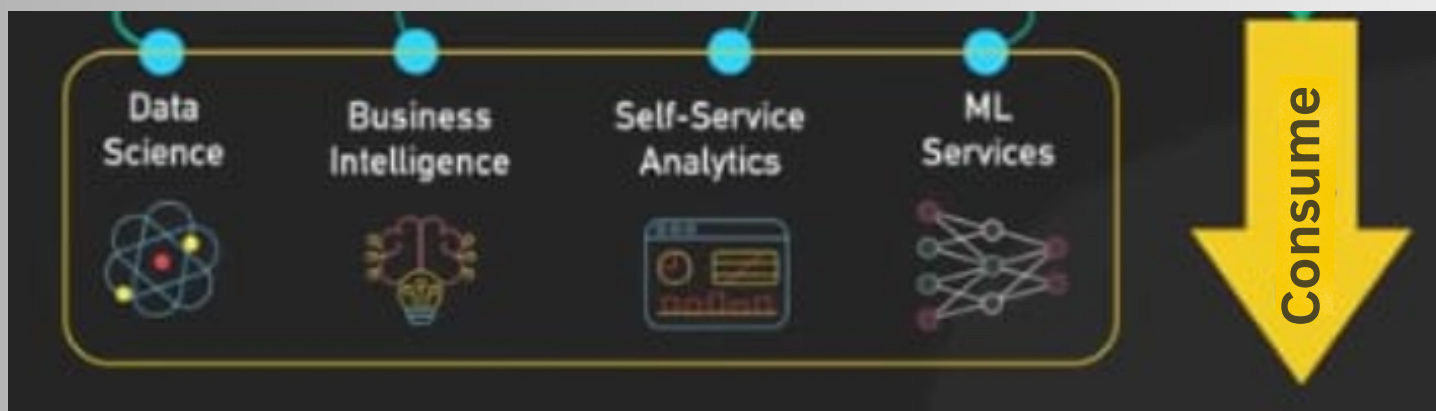 Data
Science
Business
Intelligence
Self-Service
Analytics
ML
Services
Consume